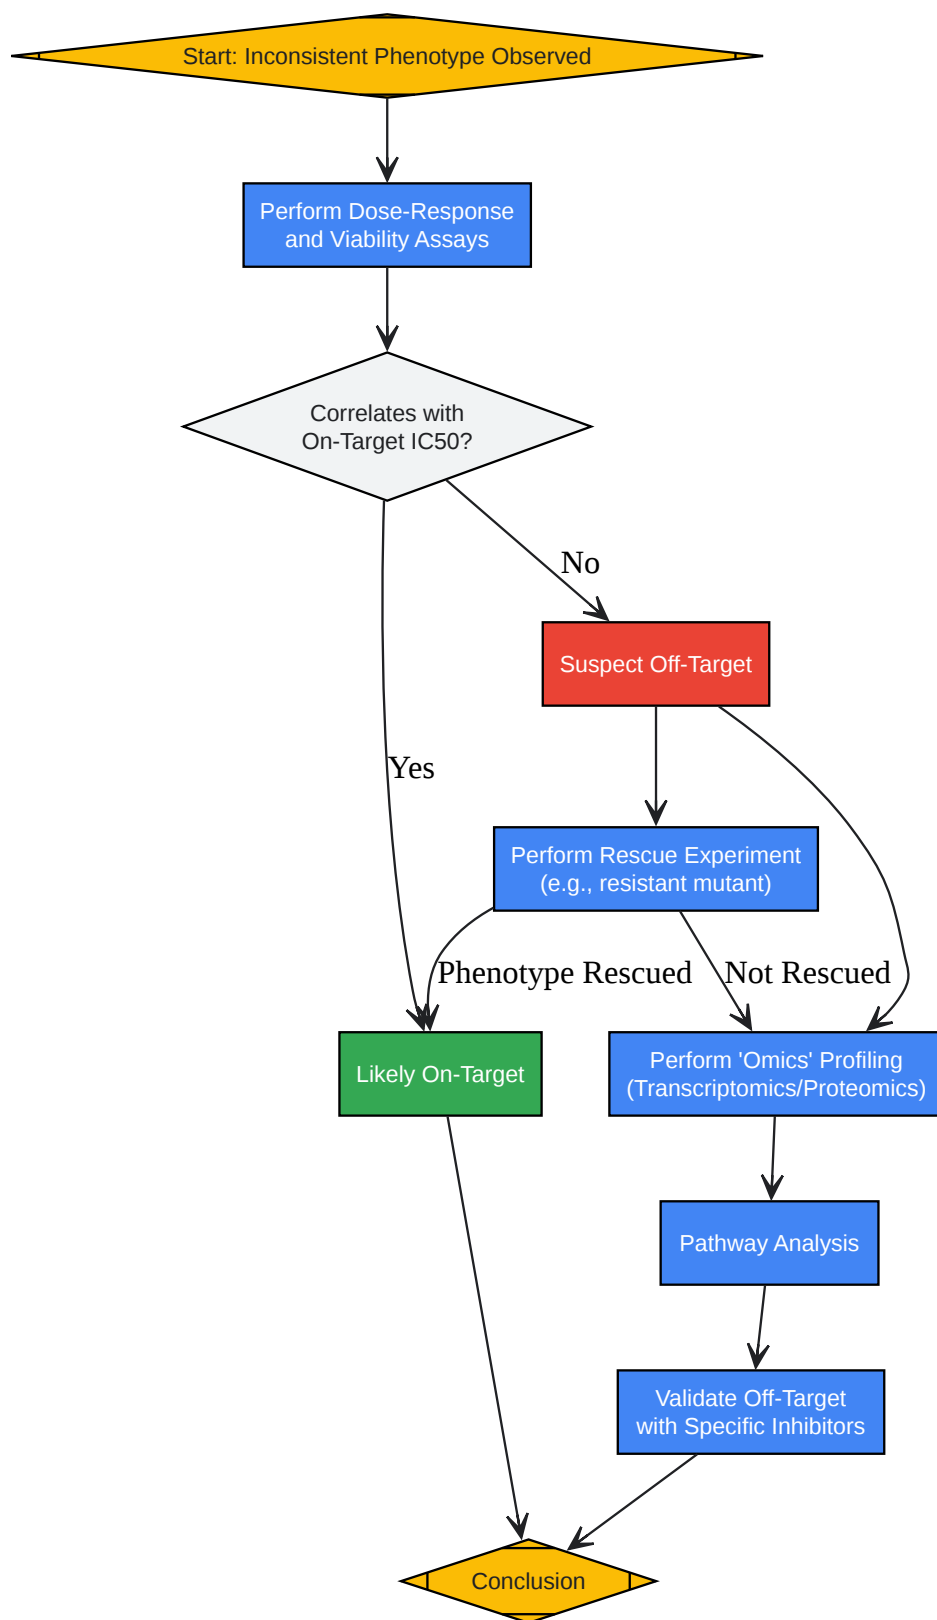 Start: Inconsistent Phenotype Observed
Perform Dose-Response
and Viability Assays
Correlates with
On-Target IC50?
No
Suspect Off-Target
Yes
Perform Rescue Experiment
(e.g., resistant mutant)
Phenotype Rescued
Not Rescued
Likely On-Target
Perform 'Omics' Profiling
(Transcriptomics/Proteomics)
Pathway Analysis
Validate Off-Target
with Specific Inhibitors
Conclusion